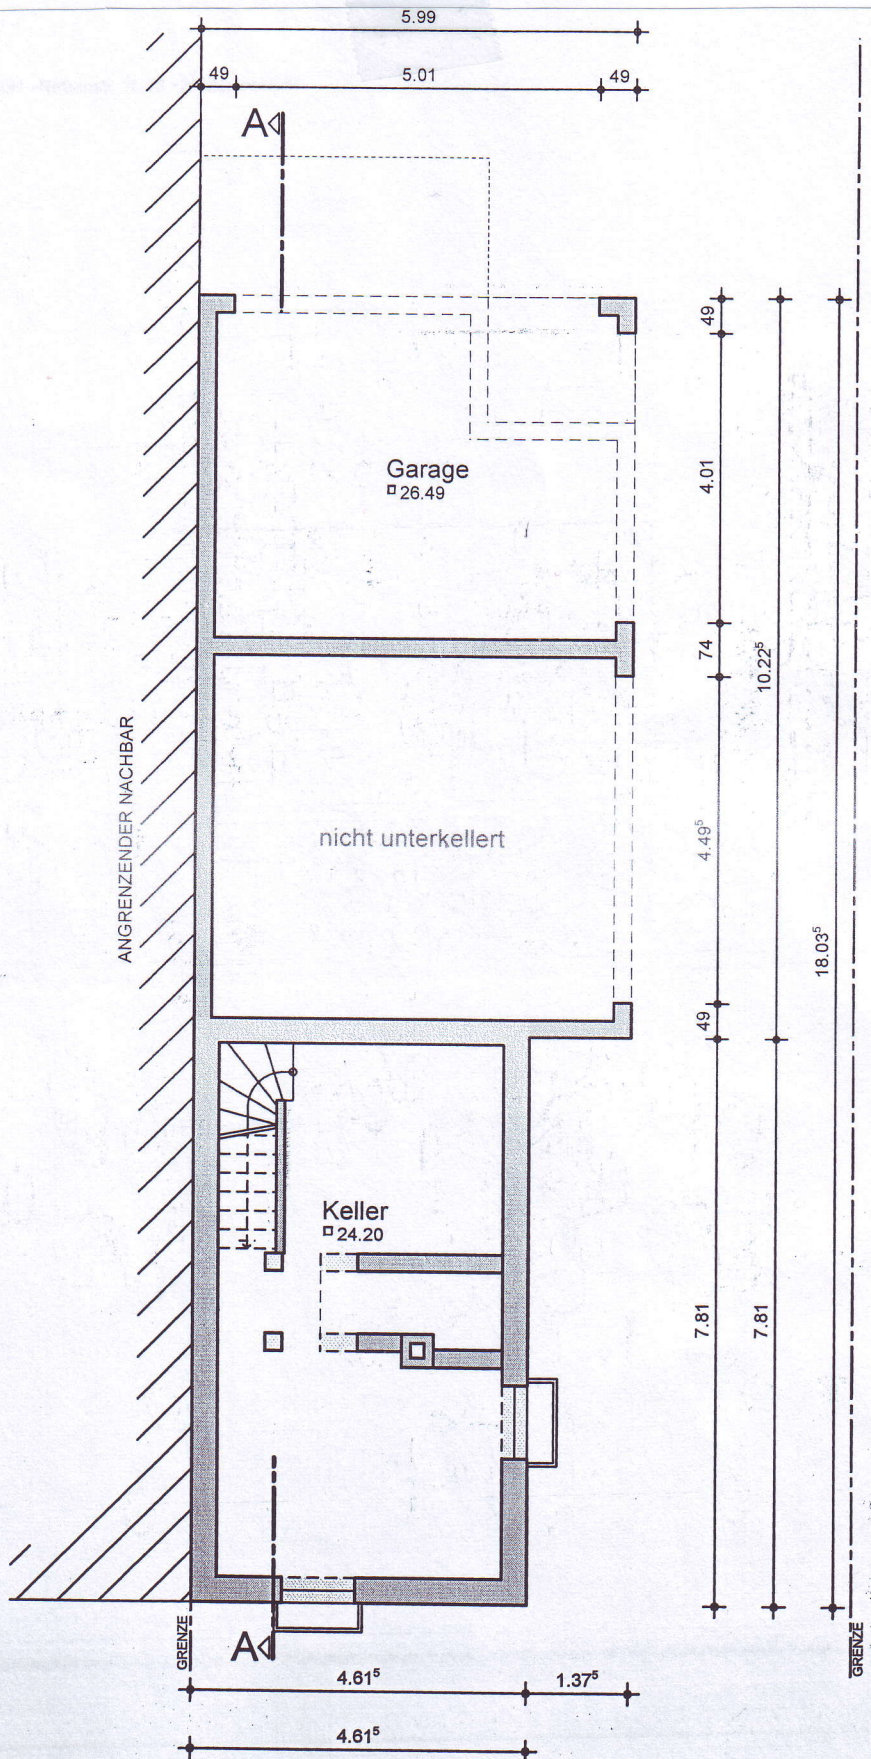 5.99
49
5.01
49
A
Garage
26.49
49
4.01
74
10.22⁵
4.49⁵
49
18.03⁵
ANGRENZENDER NACHBAR
nicht unterkellert
Keller
24.20
7.81
7.81
GRENZE
A
GRENZE
4.61⁵
1.37⁵
4.61⁵